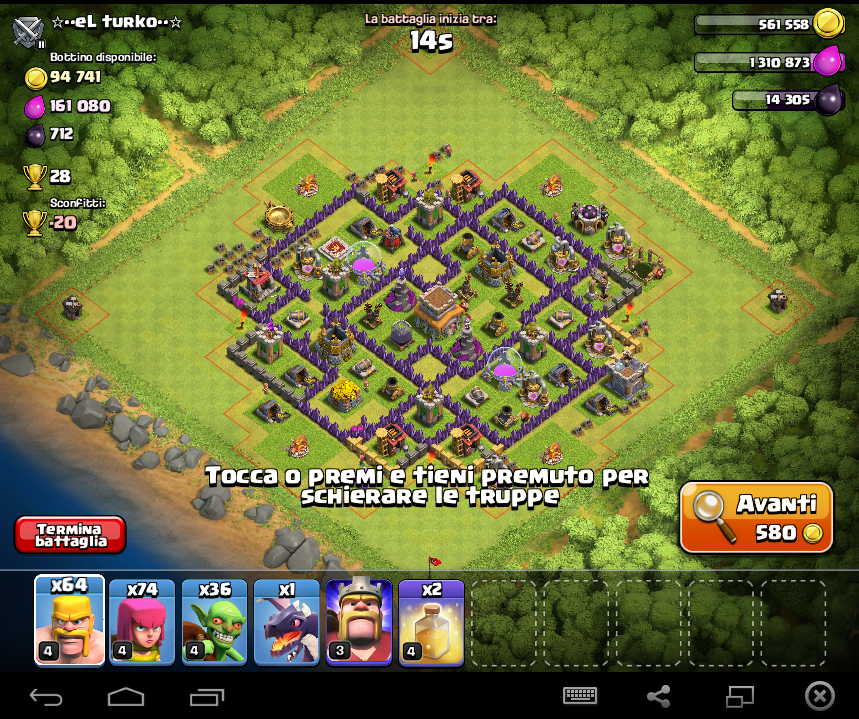 ☆••eL turko••☆
Bottino disponibile:
94 741
161 080
712
28
Sconfitti:
-20
La battaglia inizia tra:
14s
561 558
1 310 873
14 305
Tocca o premi e tieni premuto per
schierare le truppe
Termina
battaglia
Avanti
580
x64
x74
x36
x1
x2
4
4
4
3
4